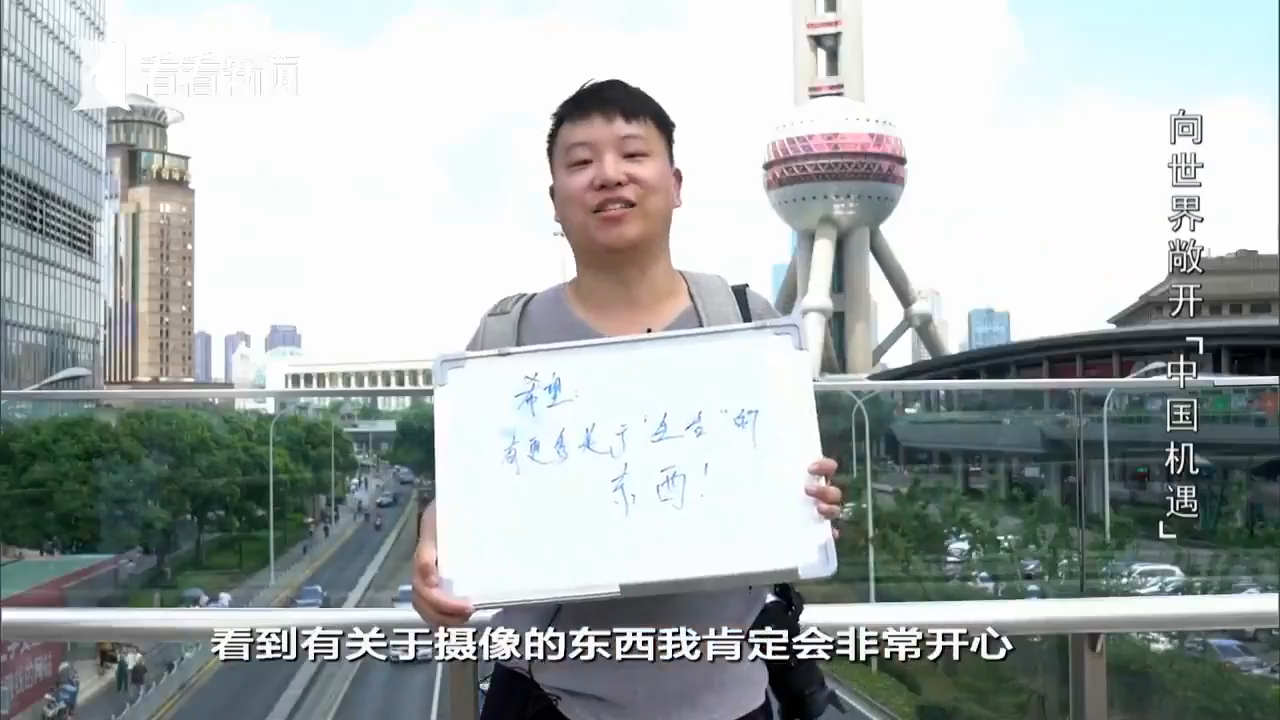 看看新闻
向世界敞开「中国机遇」
希望:
有更多关于"
"的
东西!
看到有关于摄像的东西我肯定会非常开心